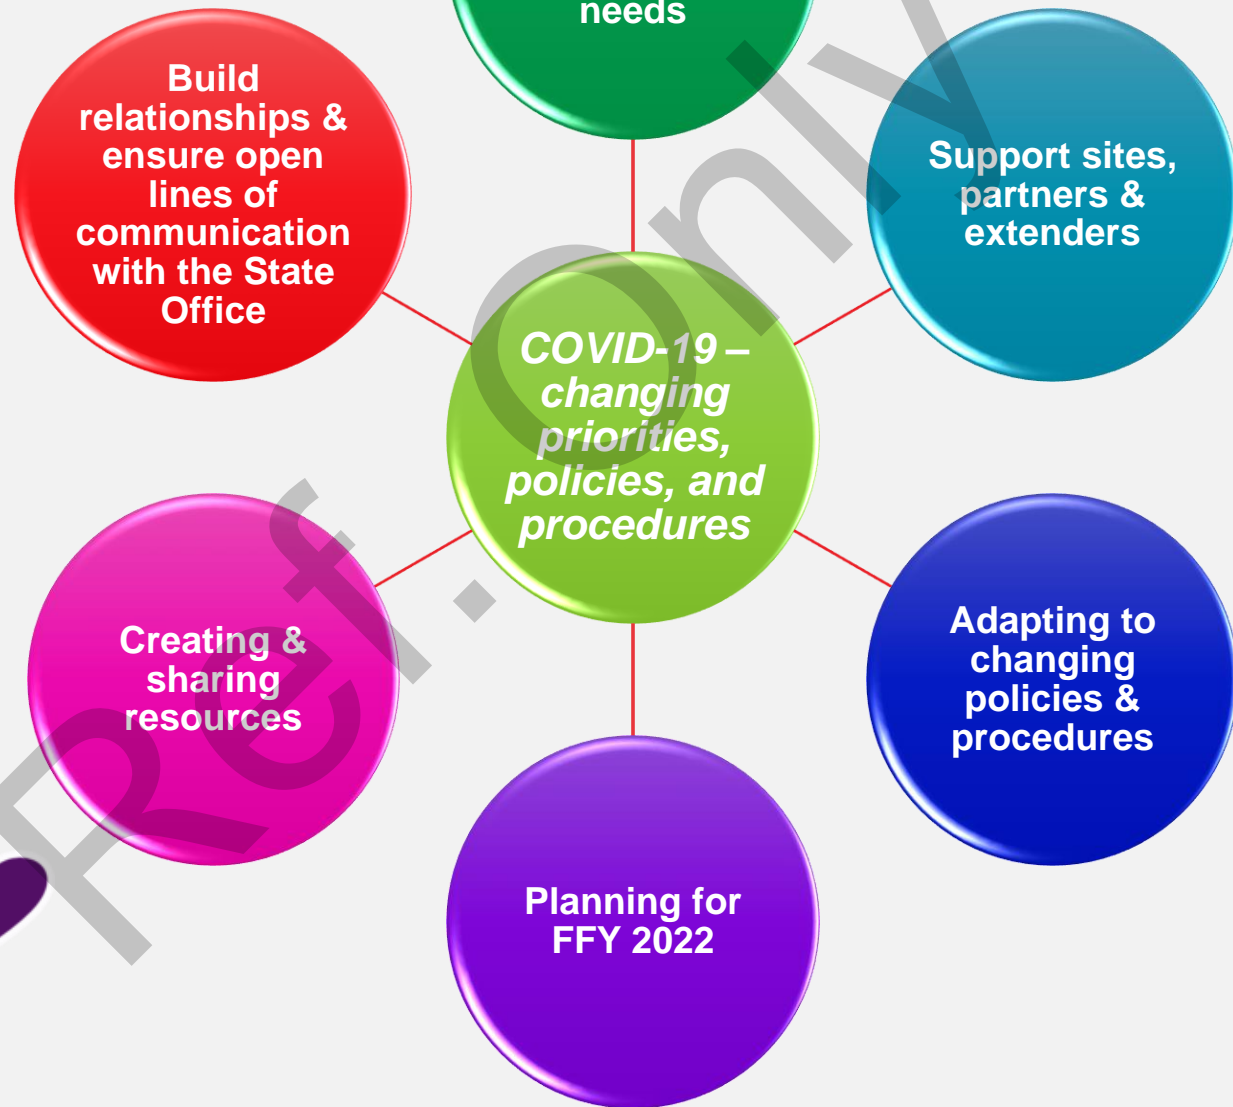 needs
Build
relationships &
ensure open
lines of
communication
with the State
Office
Support sites,
partners &
extenders
COVID-19 –
changing
priorities,
policies, and
procedures
Creating &
sharing
resources
Adapting to
changing
policies &
procedures
Planning for
FFY 2022
Ref. Only